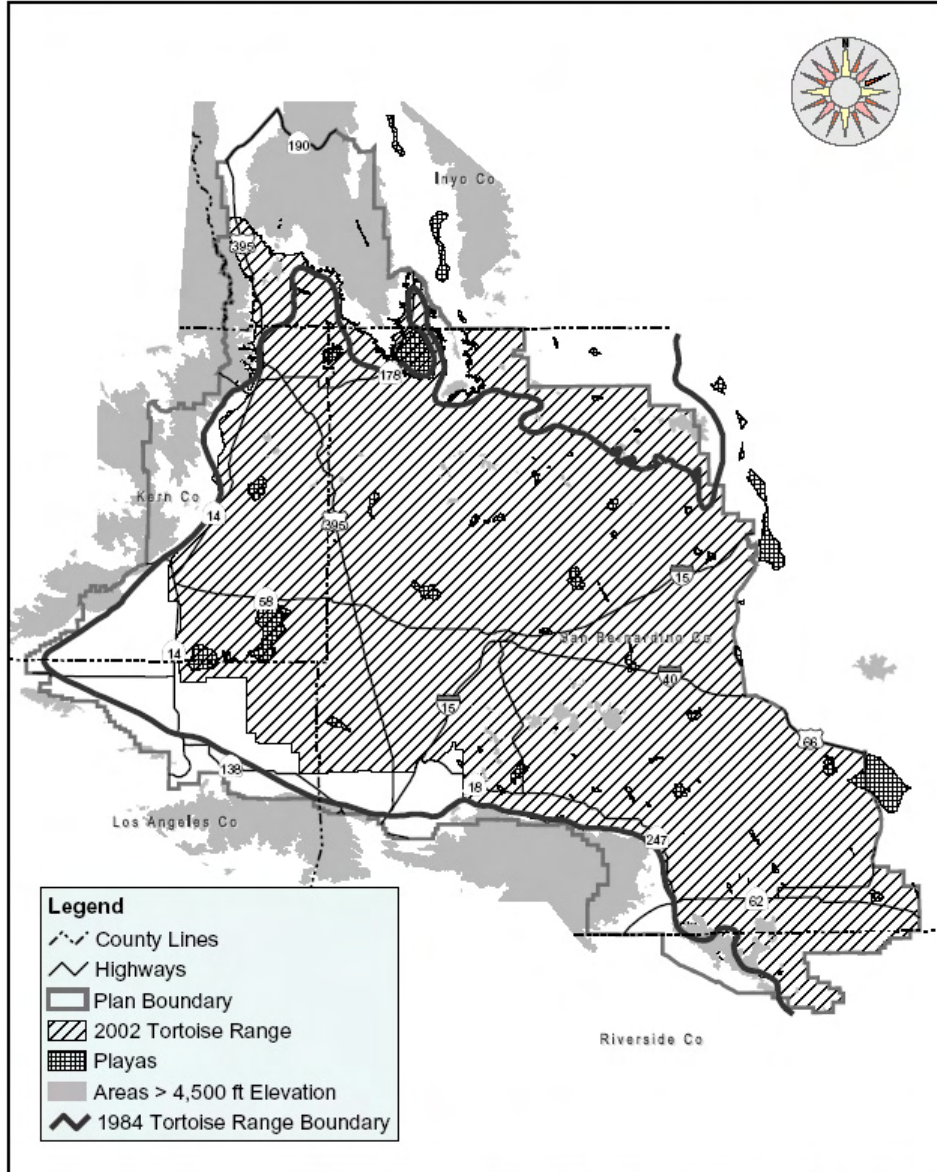 N
190
Inyo Co
395
178
Kern Co
14
395
15
58
San Bernardino Co
14
40
15
66
138
18
Los Angeles Co
247
62
Riverside Co
Legend
County Lines
Highways
Plan Boundary
2002 Tortoise Range
Playas
Areas > 4,500 ft Elevation
1984 Tortoise Range Boundary